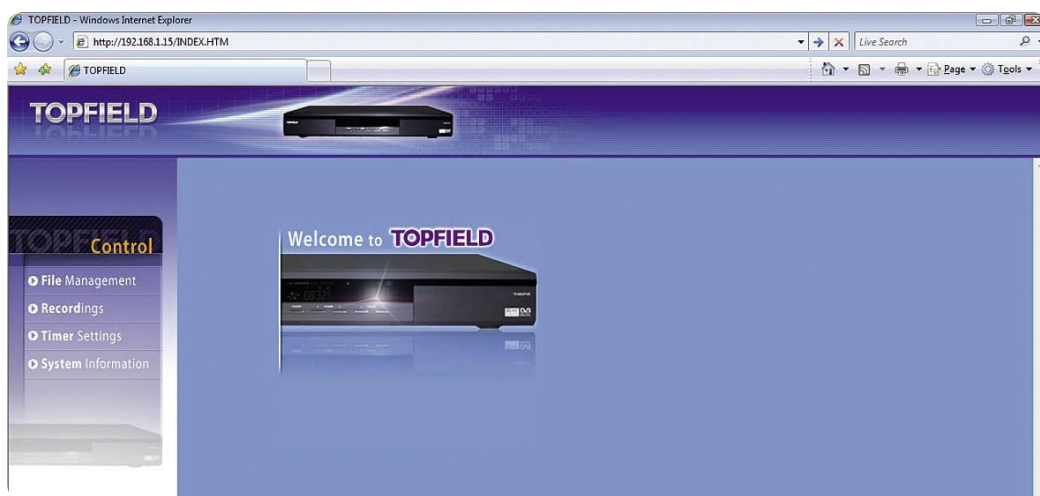 TOPFIELD - Windows Internet Explorer
http://192.168.1.15/INDEX.HTM
Live Search
TOPFIELD
Page
Tools
TOPFIELD
TOPFIELD
Control
File Management
Recordings
Timer Settings
System Information
Welcome to TOPFIELD